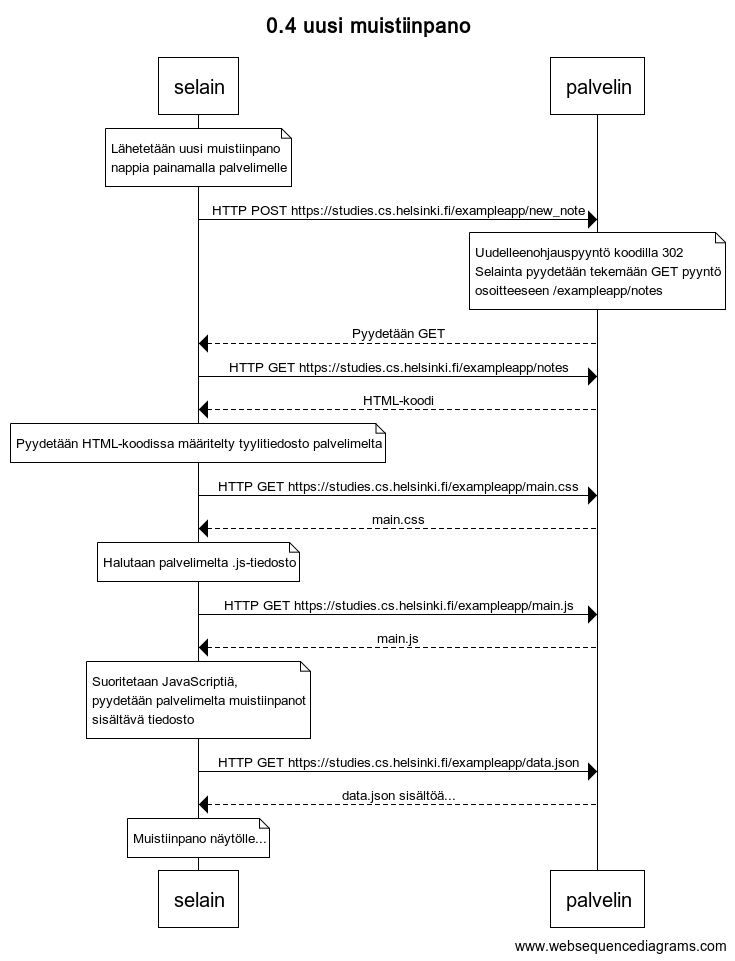 0.4 uusi muistiinpano
selain
palvelin
Lähetetään uusi muistiinpano
nappia painamalla palvelimelle
HTTP POST https://studies.cs.helsinki.fi/exampleapp/new_note
Uudelleenohjauspyyntö koodilla 302
Selainta pyydetään tekemään GET pyyntö
osoitteeseen /exampleapp/notes
Pyydetään GET
HTTP GET https://studies.cs.helsinki.fi/exampleapp/notes
HTML-koodi
Pyydetään HTML-koodissa määritelty tyylitiedosto palvelimelta
HTTP GET https://studies.cs.helsinki.fi/exampleapp/main.css
main.css
Halutaan palvelimelta .js-tiedosto
HTTP GET https://studies.cs.helsinki.fi/exampleapp/main.js
main.js
Suoritetaan JavaScriptiä,
pyydetään palvelimelta muistiinpanot
sisältävä tiedosto
HTTP GET https://studies.cs.helsinki.fi/exampleapp/data.json
data.json sisältöä...
Muistiinpano näytölle...
selain
palvelin
www.websequencediagrams.com